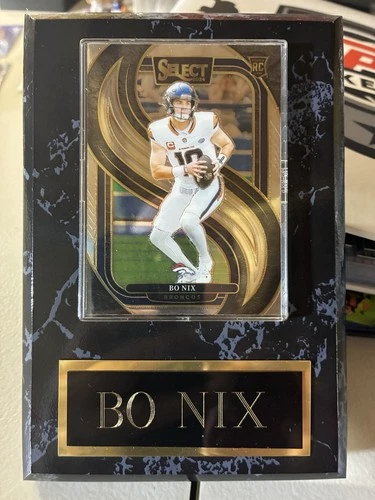 SELECT
RC
10
BO NIX
BRONCOS
BO NIX